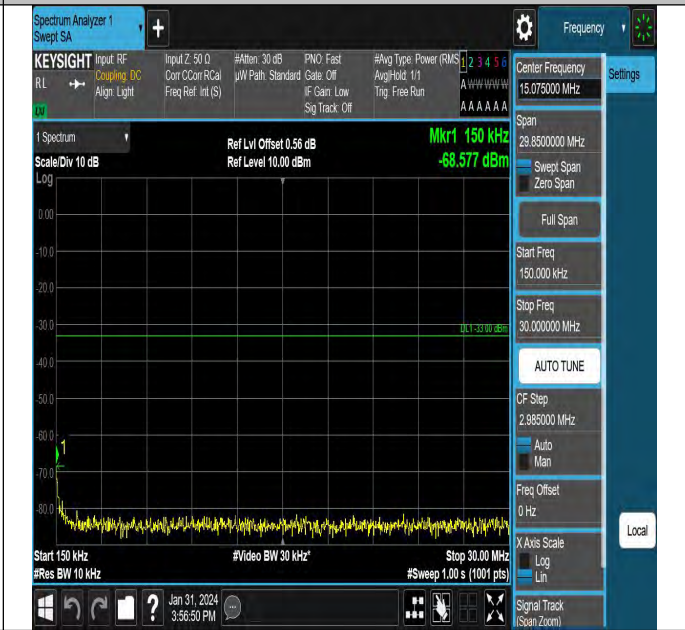 Spectrum Analyzer 1
Swept SA
+
Frequency
KEYSIGHT
RL
Input: RF
Coupling: DC
Align: Light
Input Z: 50 Ω
Corr CCorr RCal
Freq Ref: Int (S)
#Atten: 30 dB
µW Path: Standard
PNO: Fast
Gate: Off
IF Gain: Low
Sig Track: Off
#Avg Type: Power (RMS
Avg|Hold: 1/1
Trig: Free Run
1 2 3 4 5 6
A W W W W W
A A A A A A
1 Spectrum
Scale/Div 10 dB
Log
Ref Lvl Offset 0.56 dB
Ref Level 10.00 dBm
Mkr1 150 kHz
-68.577 dBm
0.00
-10.0
-20.0
-30.0
DL1 -33.00 dBm
-40.0
-50.0
-60.0
1
-70.0
-80.0
Start 150 kHz
#Res BW 10 kHz
#Video BW 30 kHz*
Stop 30.00 MHz
#Sweep 1.00 s (1001 pts)
?
Jan 31, 2024
3:56:50 PM
Center Frequency
15.075000 MHz
Settings
Span
29.8500000 MHz
Swept Span
Zero Span
Full Span
Start Freq
150.000 kHz
Stop Freq
30.000000 MHz
AUTO TUNE
CF Step
2.985000 MHz
Auto
Man
Freq Offset
0 Hz
X Axis Scale
Log
Lin
Local
Signal Track
(Span Zoom)